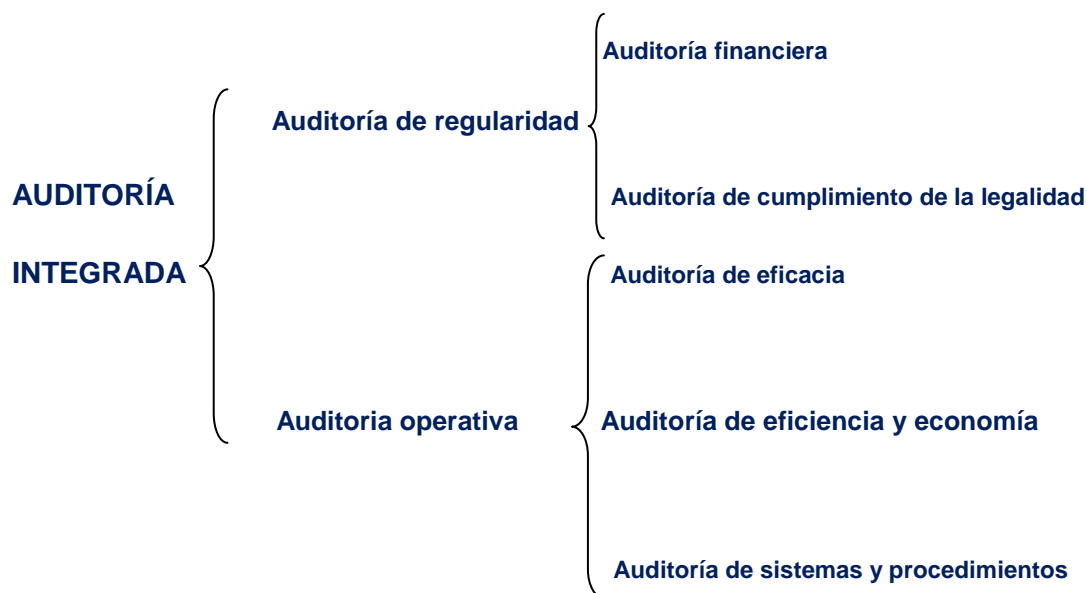 AUDITORÍA
INTEGRADA
Auditoría de regularidad
Auditoría financiera
Auditoría de cumplimiento de la legalidad
Auditoria operativa
Auditoría de eficacia
Auditoría de eficiencia y economía
Auditoría de sistemas y procedimientos